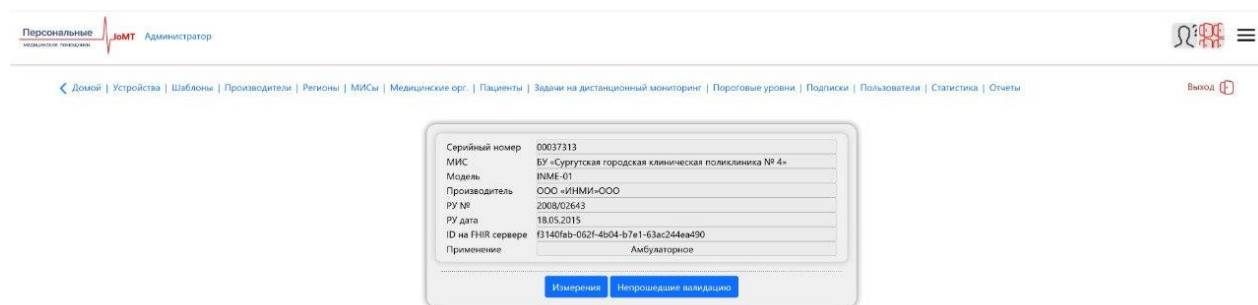 Персональные
медицинские помощники
JoMT Администратор
Домой | Устройства | Шаблоны | Производители | Регионы | МИСы | Медицинские орг. | Пациенты | Задачи на дистанционный мониторинг | Пороговые уровни | Подписки | Пользователи | Статистика | Отчеты
Выход
Серийный номер 00037313
МИС БУ «Сургутская городская клиническая поликлиника № 4»
Модель INME-01
Производитель ООО «ИНМИ»ООО
РУ № 2008/02643
РУ дата 18.05.2015
ID на FHIR сервере f3140fab-062f-4b04-b7e1-63ac244ea490
Применение Амбулаторное
Измерения Непрошедшие валидацию